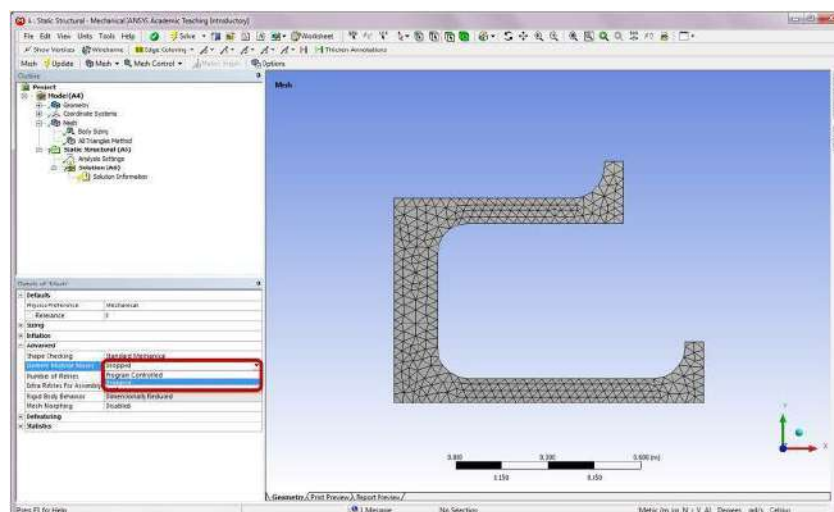 A : Static Structural - Mechanical [ANSYS Academic Teaching Introductory]
File Edit View Units Tools Help Solve Worksheet
Show Vertices Wireframe Edge Coloring Thicken Annotations
Mesh Update Mesh Mesh Control Options
Outline
Project
Model (A4)
Geometry
Coordinate Systems
Mesh
Body Sizing
All Triangles Method
Static Structural (A5)
Analysis Settings
Solution (A6)
Solution Information
Mesh
Details of "Mesh"
Defaults
Physics Preference Mechanical
Relevance 0
Sizing
Inflation
Advanced
Shape Checking Standard Mechanical
Element Midside Nodes Dropped
Program Controlled
Dropped
Number of Retries
Extra Retries For Assembly
Rigid Body Behavior Dimensionally Reduced
Mesh Morphing Disabled
Defeaturing
Statistics
0.000 0.300 0.600 (m)
0.150 0.450
Y
X
Geometry Print Preview Report Preview
Press F1 for Help 1 Message No Selection Metric (m, kg, N, s, V, A) Degrees rad/s Celsius